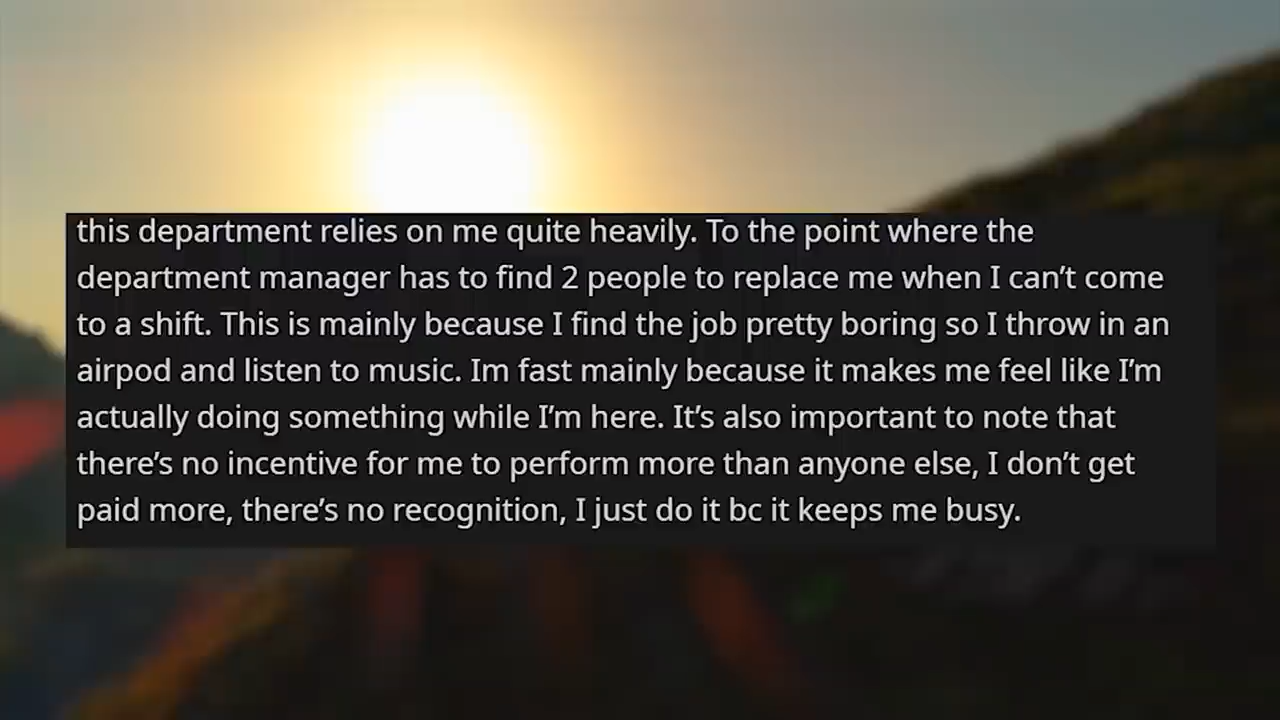 this department relies on me quite heavily. To the point where the
department manager has to find 2 people to replace me when I can’t come
to a shift. This is mainly because I find the job pretty boring so I throw in an
airpod and listen to music. Im fast mainly because it makes me feel like I’m
actually doing something while I’m here. It’s also important to note that
there’s no incentive for me to perform more than anyone else, I don’t get
paid more, there’s no recognition, I just do it bc it keeps me busy.